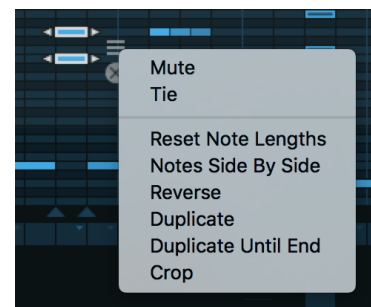 Mute
Tie
Reset Note Lengths
Notes Side By Side
Reverse
Duplicate
Duplicate Until End
Crop